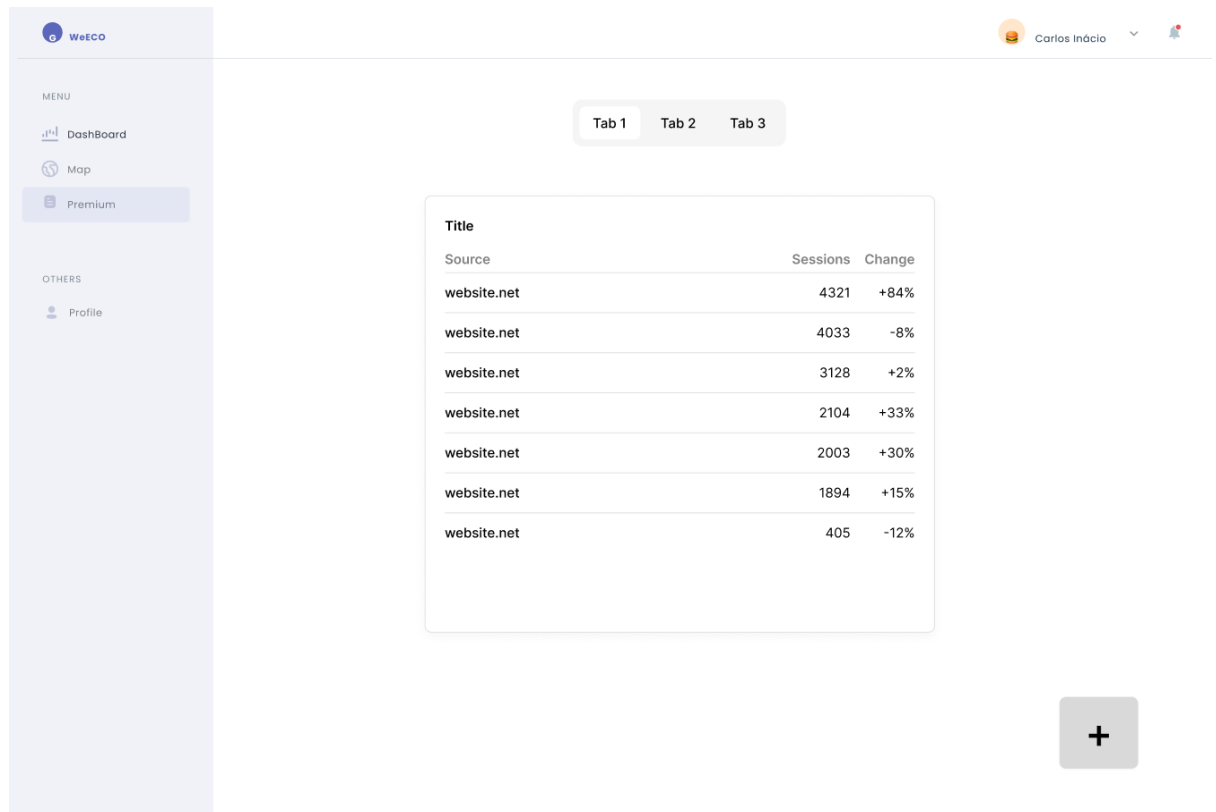 G WeECO
Carlos Inácio
MENU
DashBoard
Map
Premium
OTHERS
Profile
Tab 1 Tab 2 Tab 3
Title
Source Sessions Change
website.net 4321 +84%
website.net 4033 -8%
website.net 3128 +2%
website.net 2104 +33%
website.net 2003 +30%
website.net 1894 +15%
website.net 405 -12%
+